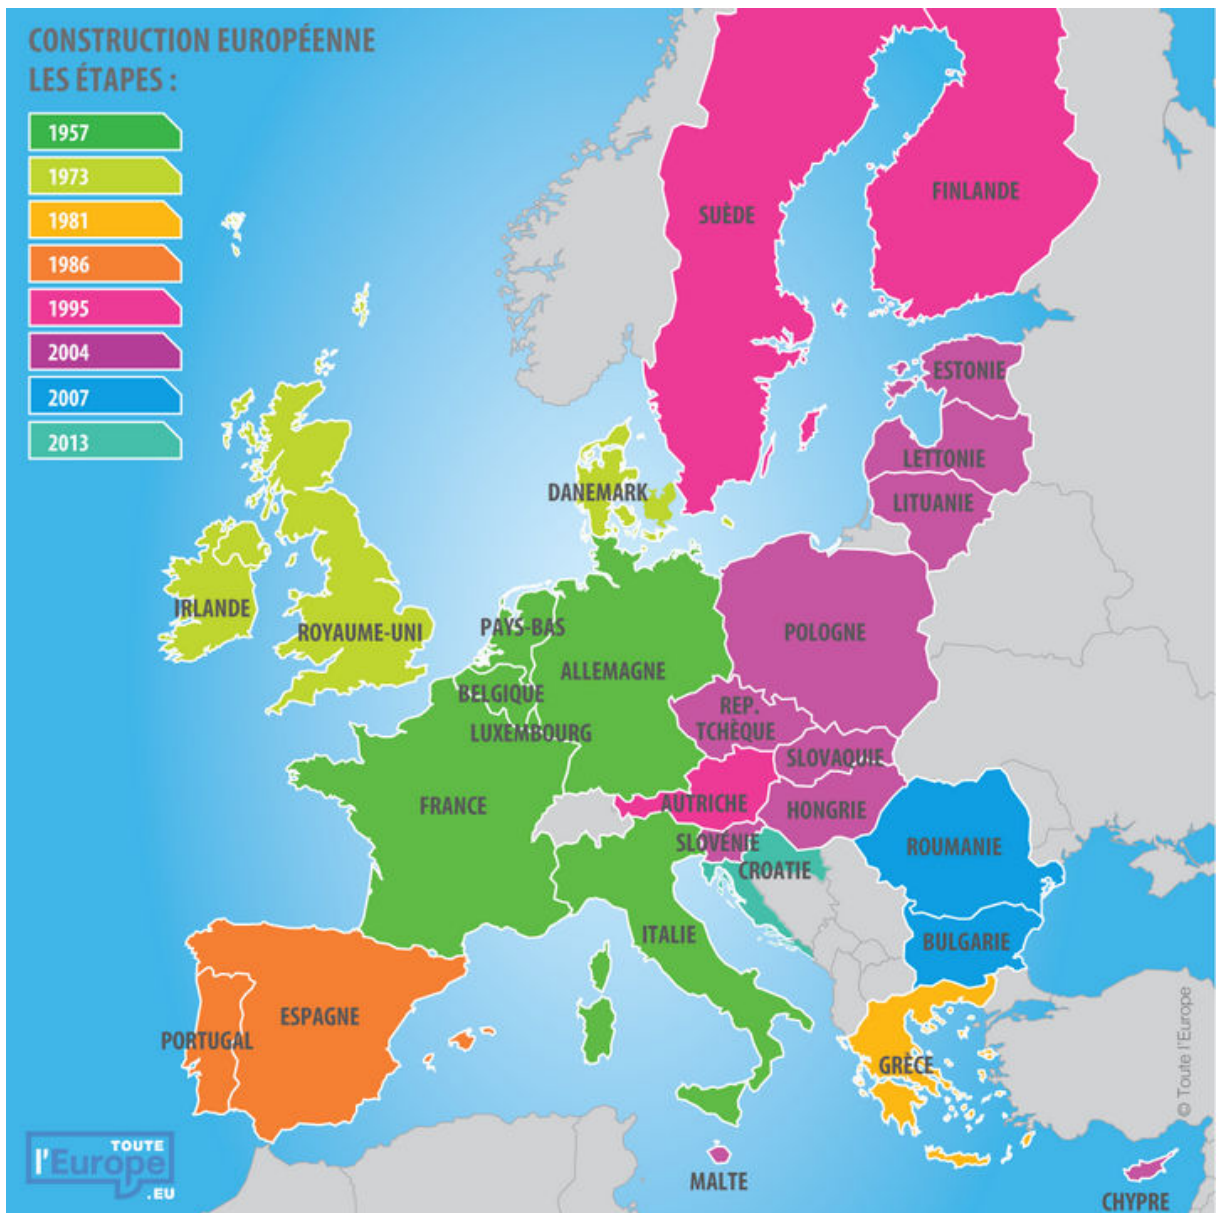 CONSTRUCTION EUROPÉENNE
LES ÉTAPES :
1957
1973
1981
1986
1995
2004
2007
2013
FINLANDE
SUÈDE
ESTONIE
LETTONIE
LITUANIE
DANEMARK
IRLANDE
ROYAUME-UNI
PAYS-BAS
POLOGNE
ALLEMAGNE
BELGIQUE
REP.
TCHÈQUE
LUXEMBOURG
SLOVAQUIE
FRANCE
AUTRICHE
HONGRIE
SLOVÉNIE
ROUMANIE
CROATIE
ITALIE
BULGARIE
ESPAGNE
PORTUGAL
GRÈCE
© Toute l'Europe
TOUTE
l'Europe
.EU
MALTE
CHYPRE